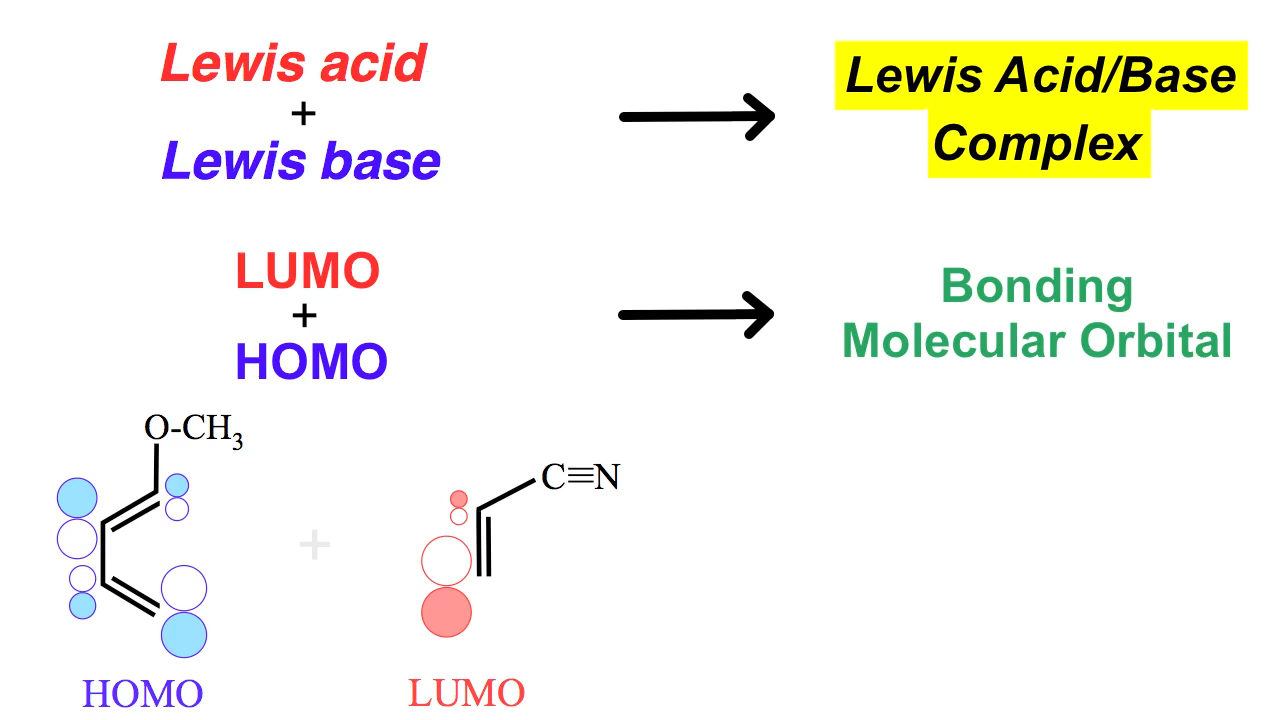 Lewis acid
+
Lewis base
Lewis Acid/Base
Complex
LUMO
+
HOMO
Bonding
Molecular Orbital
O-CH₃
+
C≡N
HOMO
LUMO